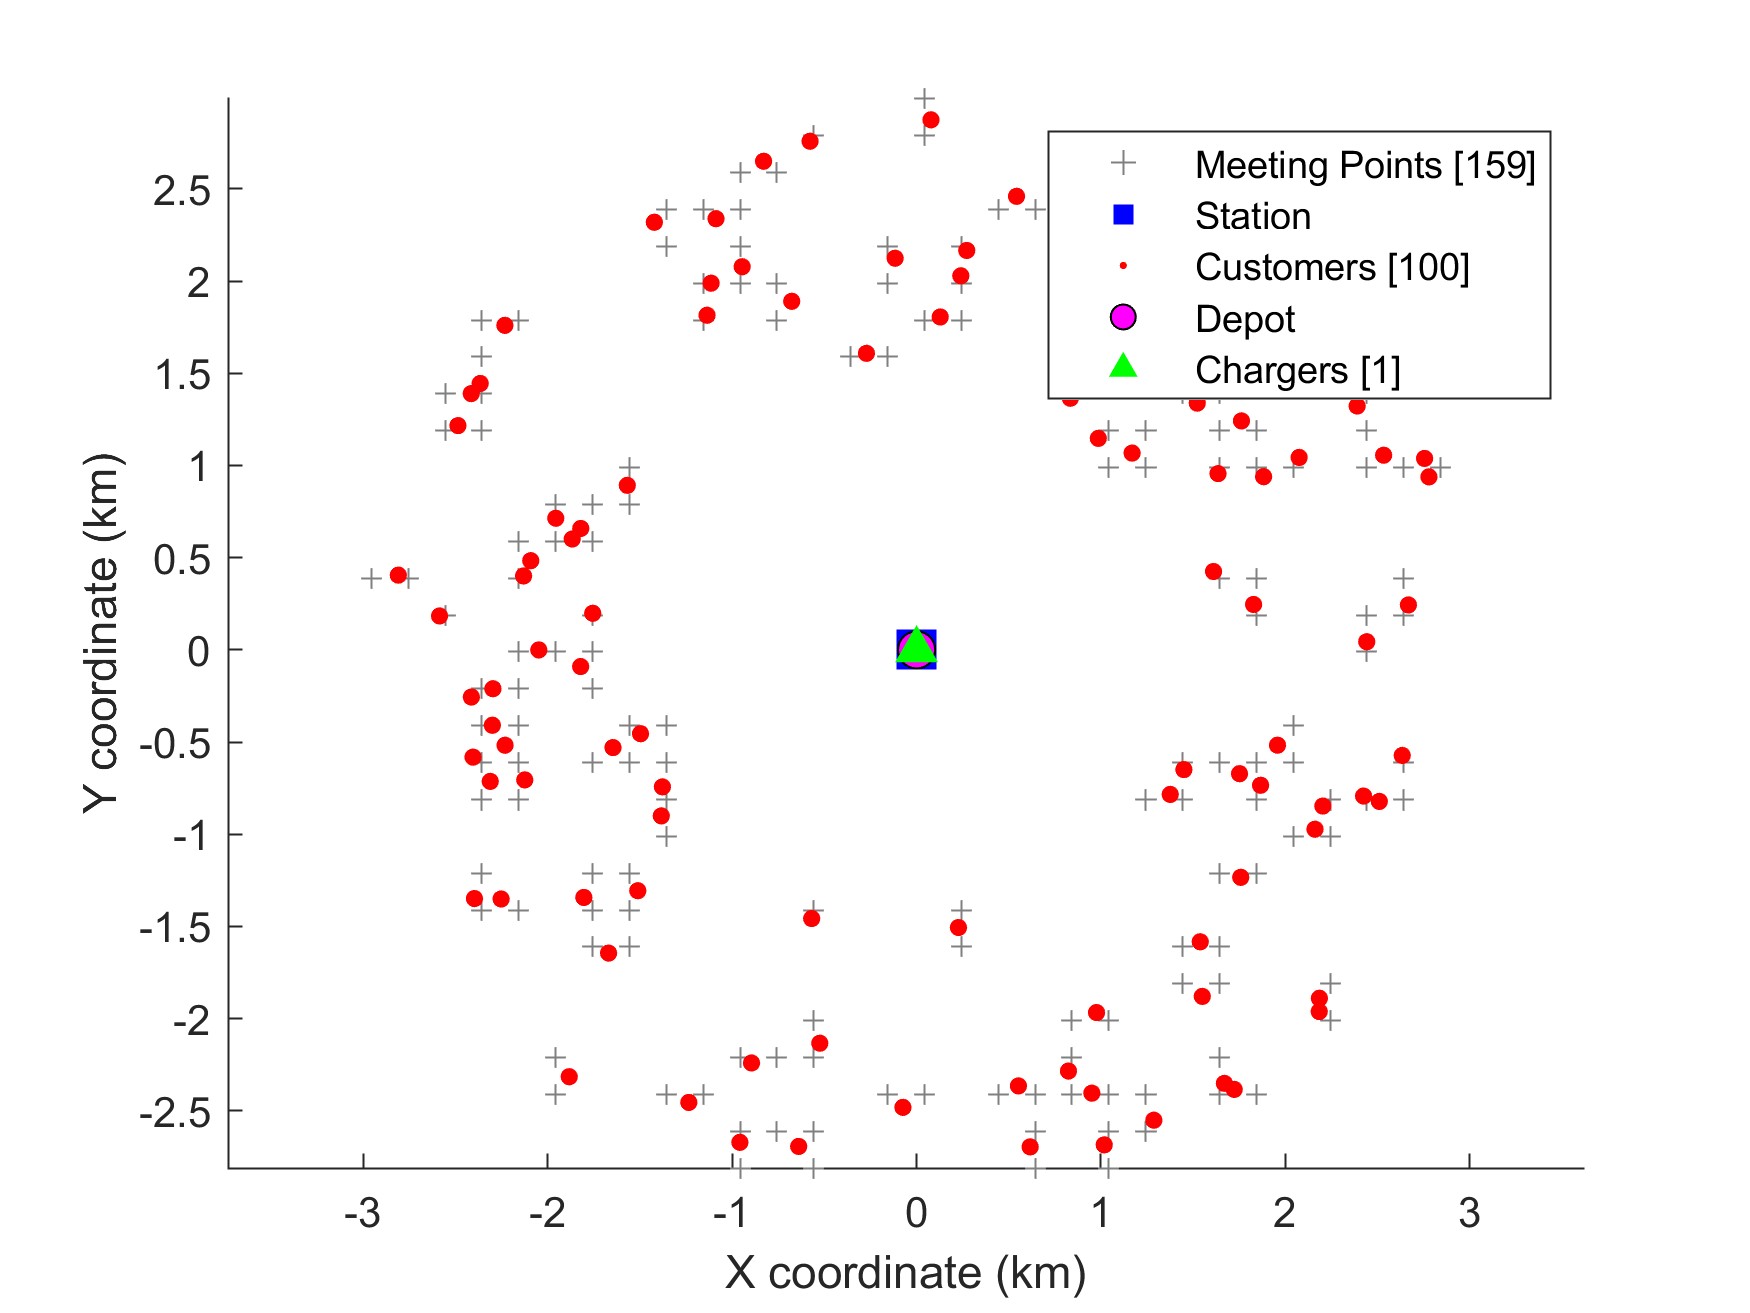 Meeting Points [159]
Station
Customers [100]
Depot
Chargers [1]
2.5
2
1.5
1
0.5
0
-0.5
-1
-1.5
-2
-2.5
Y coordinate (km)
-3 -2 -1 0 1 2 3
X coordinate (km)